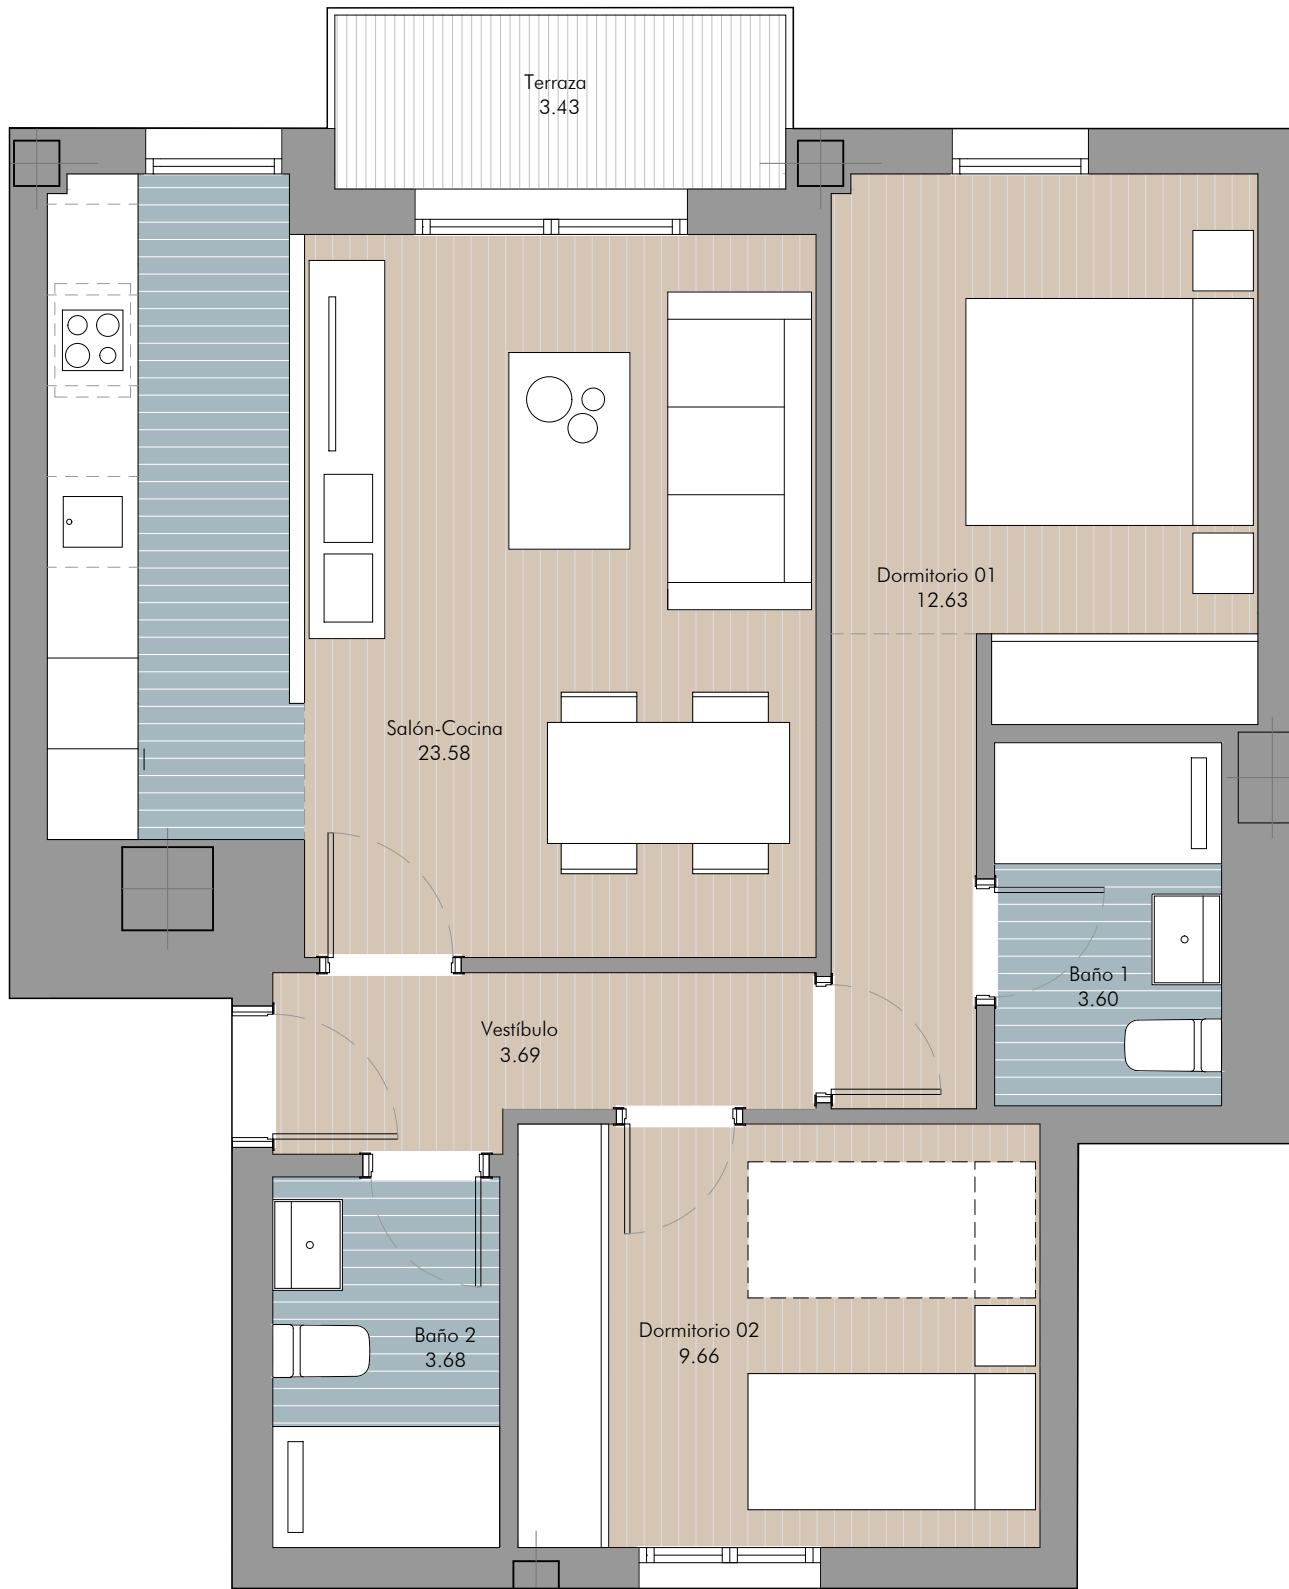 Terraza
3.43
Dormitorio 01
12.63
Salón-Cocina
23.58
Baño 1
3.60
Vestíbulo
3.69
Baño 2
3.68
Dormitorio 02
9.66